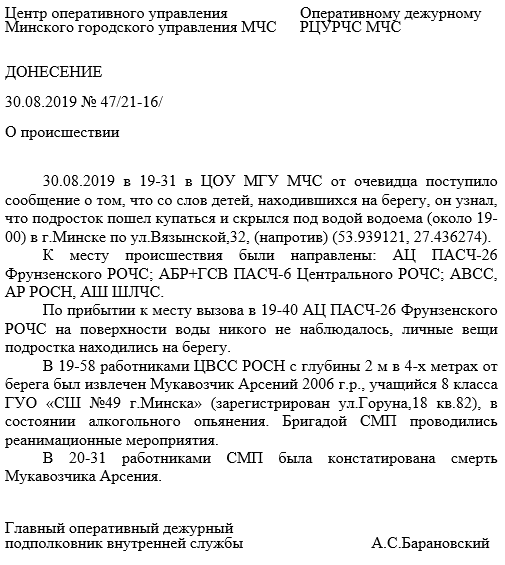 Центр оперативного управления
Минского городского управления МЧС
Оперативному дежурному
РЦУРЧС МЧС
ДОНЕСЕНИЕ
30.08.2019 № 47/21-16/
О происшествии
30.08.2019 в 19-31 в ЦОУ МГУ МЧС от очевидца поступило
сообщение о том, что со слов детей, находившихся на берегу, он узнал,
что подросток пошел купаться и скрылся под водой водоема (около 19-
00) в г.Минске по ул.Вязынской,32, (напротив) (53.939121, 27.436274).
К месту происшествия были направлены: АЦ ПАСЧ-26
Фрунзенского РОЧС; АБР+ГСВ ПАСЧ-6 Центрального РОЧС; АВСС,
АР РОСН, АШ ШЛЧС.
По прибытии к месту вызова в 19-40 АЦ ПАСЧ-26 Фрунзенского
РОЧС на поверхности воды никого не наблюдалось, личные вещи
подростка находились на берегу.
В 19-58 работниками ЦВСС РОСН с глубины 2 м в 4-х метрах от
берега был извлечен Мукавозчик Арсений 2006 г.р., учащийся 8 класса
ГУО «СШ №49 г.Минска» (зарегистрирован ул.Горуна,18 кв.82), в
состоянии алкогольного опьянения. Бригадой СМП проводились
реанимационные мероприятия.
В 20-31 работниками СМП была констатирована смерть
Мукавозчика Арсения.
Главный оперативный дежурный
подполковник внутренней службы
А.С.Барановский